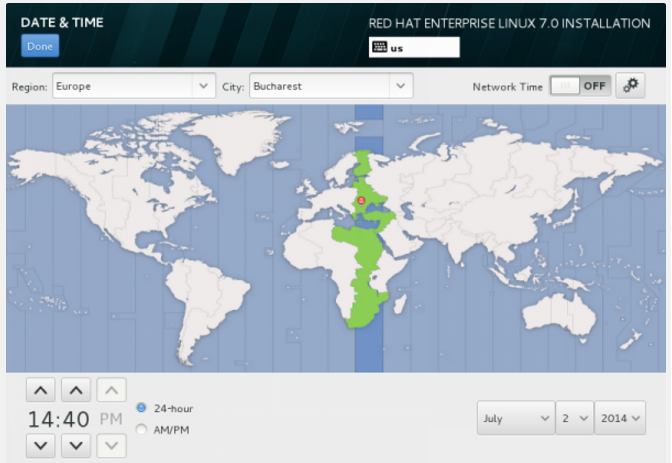 DATE & TIME
RED HAT ENTERPRISE LINUX 7.0 INSTALLATION
Done
us
Region: Europe City: Bucharest Network Time OFF
14:40 PM
24-hour
AM/PM
July 2 2014